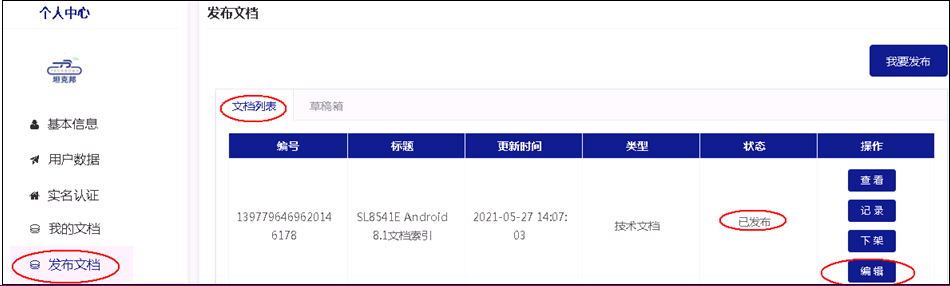 个人中心
坦克邦
基本信息
用户数据
实名认证
我的文档
发布文档
发布文档
我要发布
文档列表 草稿箱
编号 标题 更新时间 类型 状态 操作
139779646962014
6178
SL8541E Android
8.1文档索引
2021-05-27 14:07:
03
技术文档
已发布
查看
记录
下架
编辑